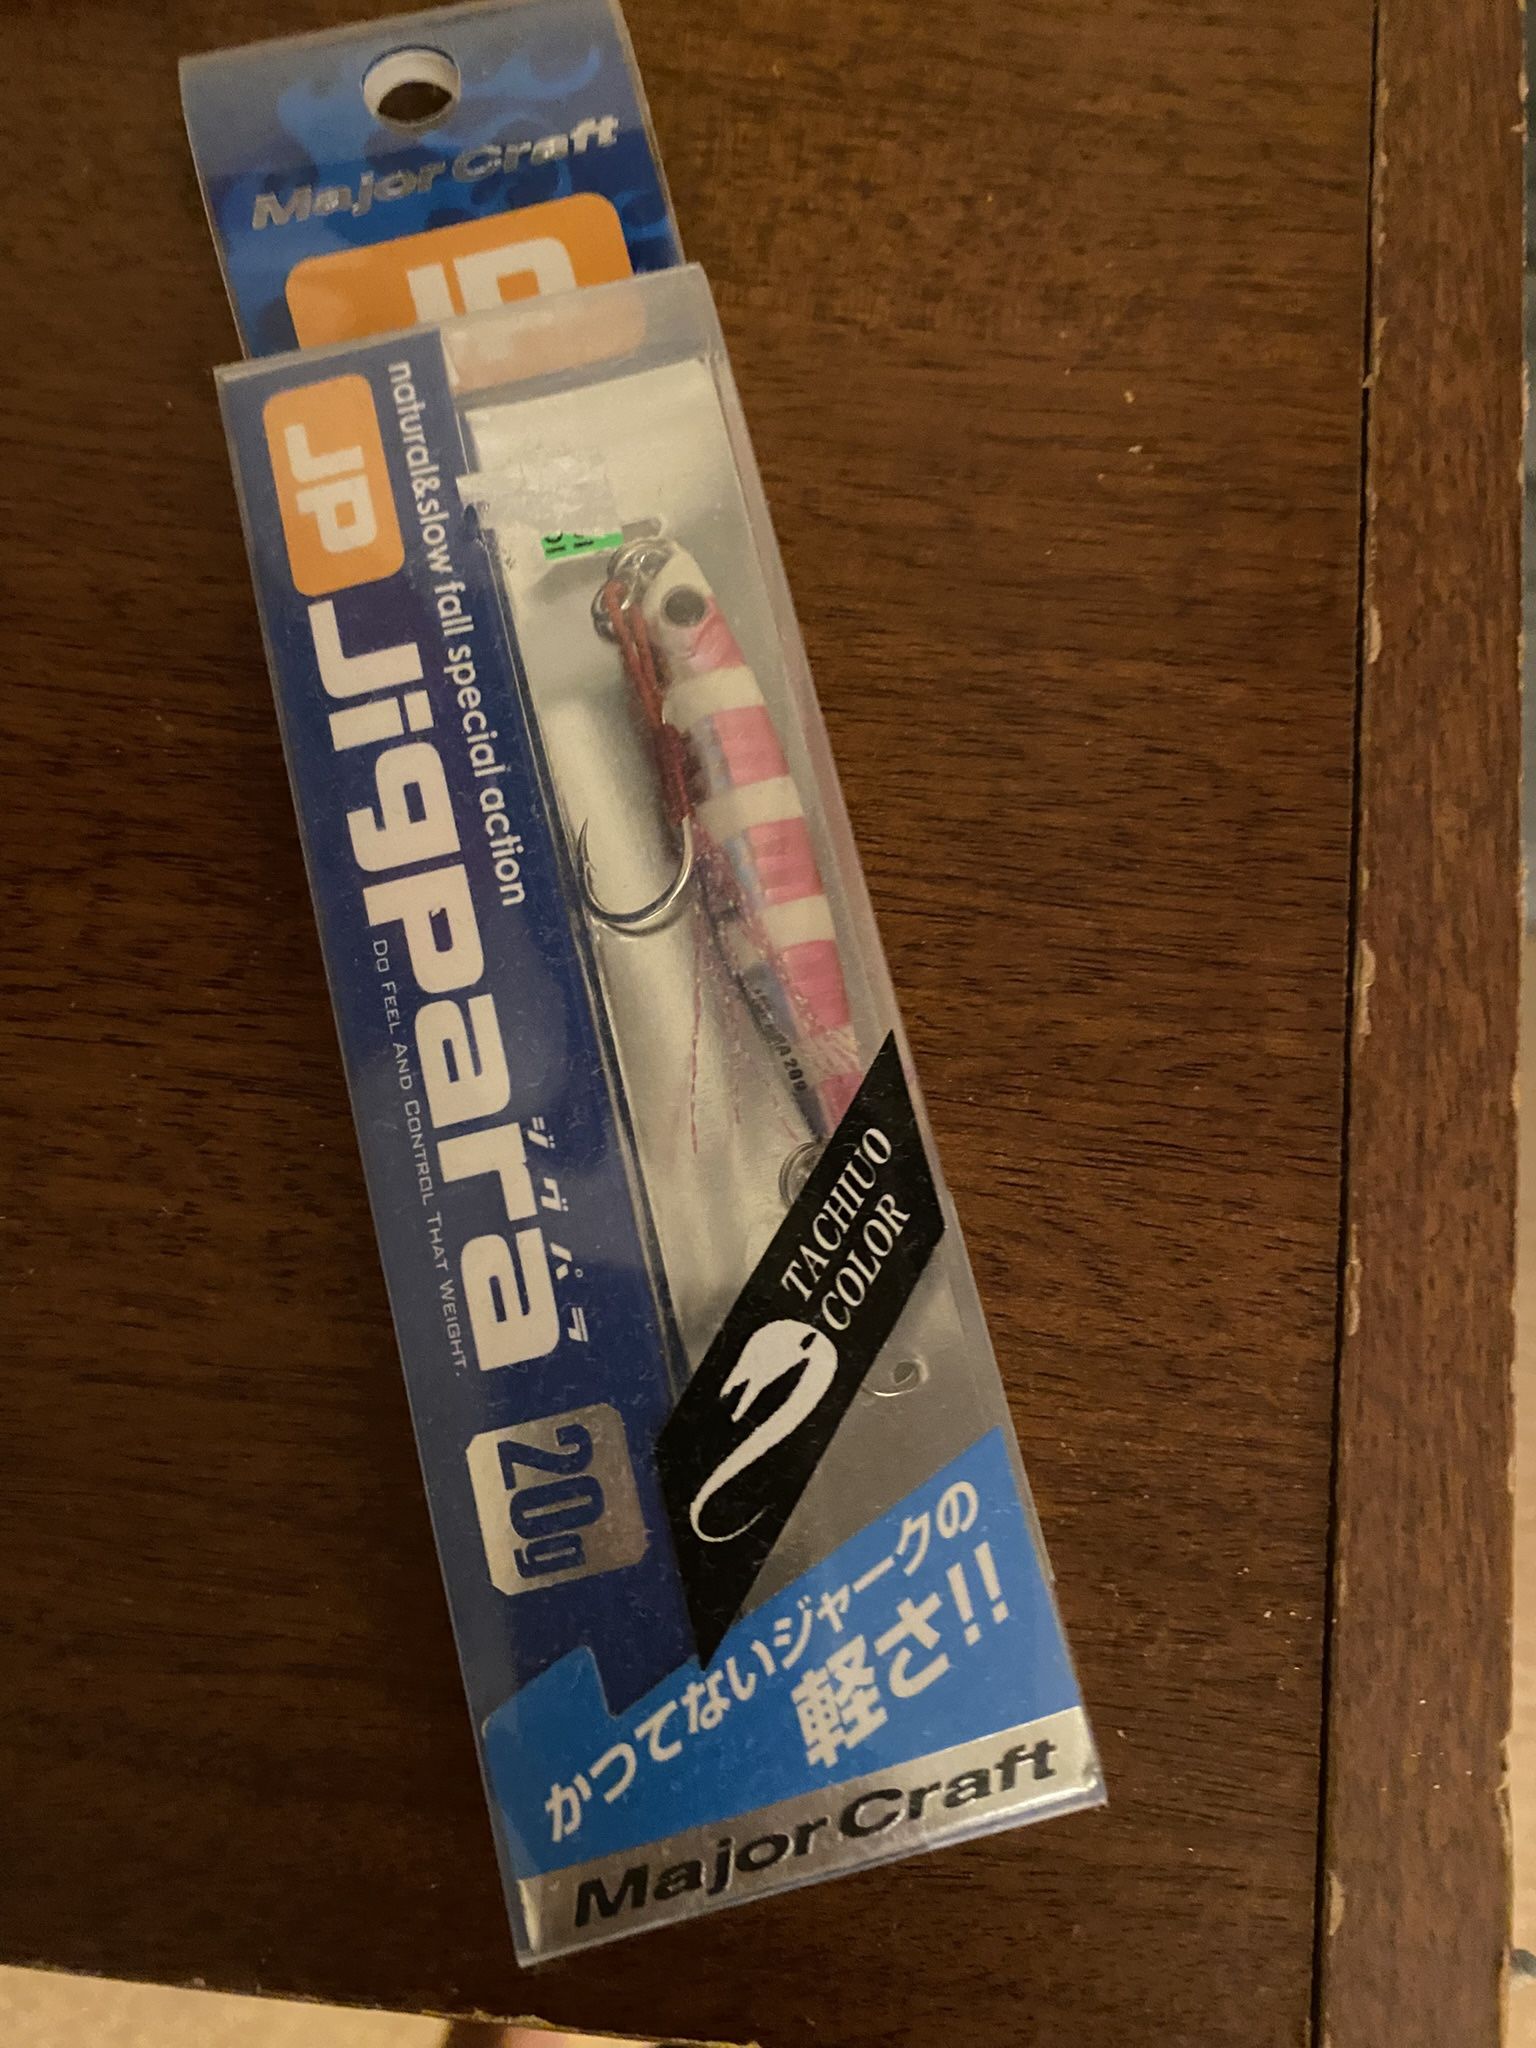 Major Craft
JP
JP
natural&slow fall special action
Jigpara
ジグパラ
DO FEEL AND CONTROL THAT WEIGHT.
20g
TACHIUO
COLOR
かつてないジャークの
軽さ!!
Major Craft